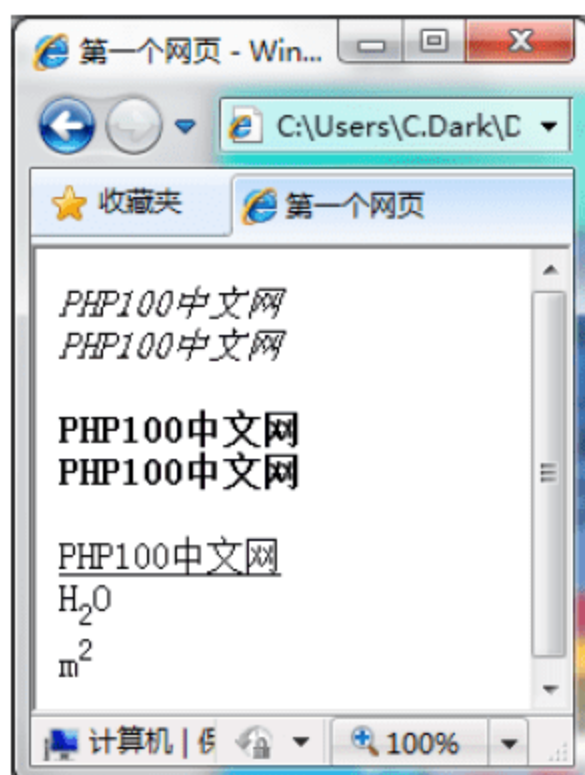 第一个网页 - Win...
C:\Users\C.Dark\D
收藏夹
第一个网页
PHP100中文网
PHP100中文网
PHP100中文网
PHP100中文网
PHP100中文网
H₂O
m²
计算机 |
100%